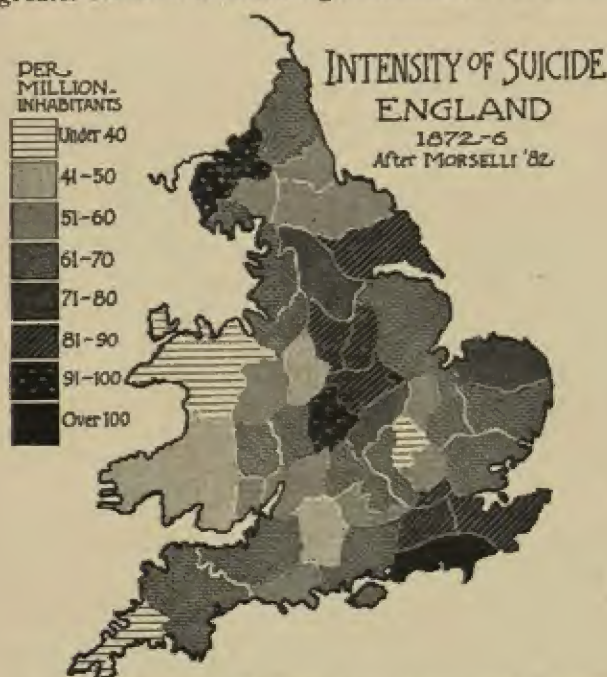 INTENSITY OF SUICIDE
ENGLAND
1872-6
After MORSELLI '82
PER
MILLION
INHABITANTS
Under 40
41-50
51-60
61-70
71-80
81-90
91-100
Over 100